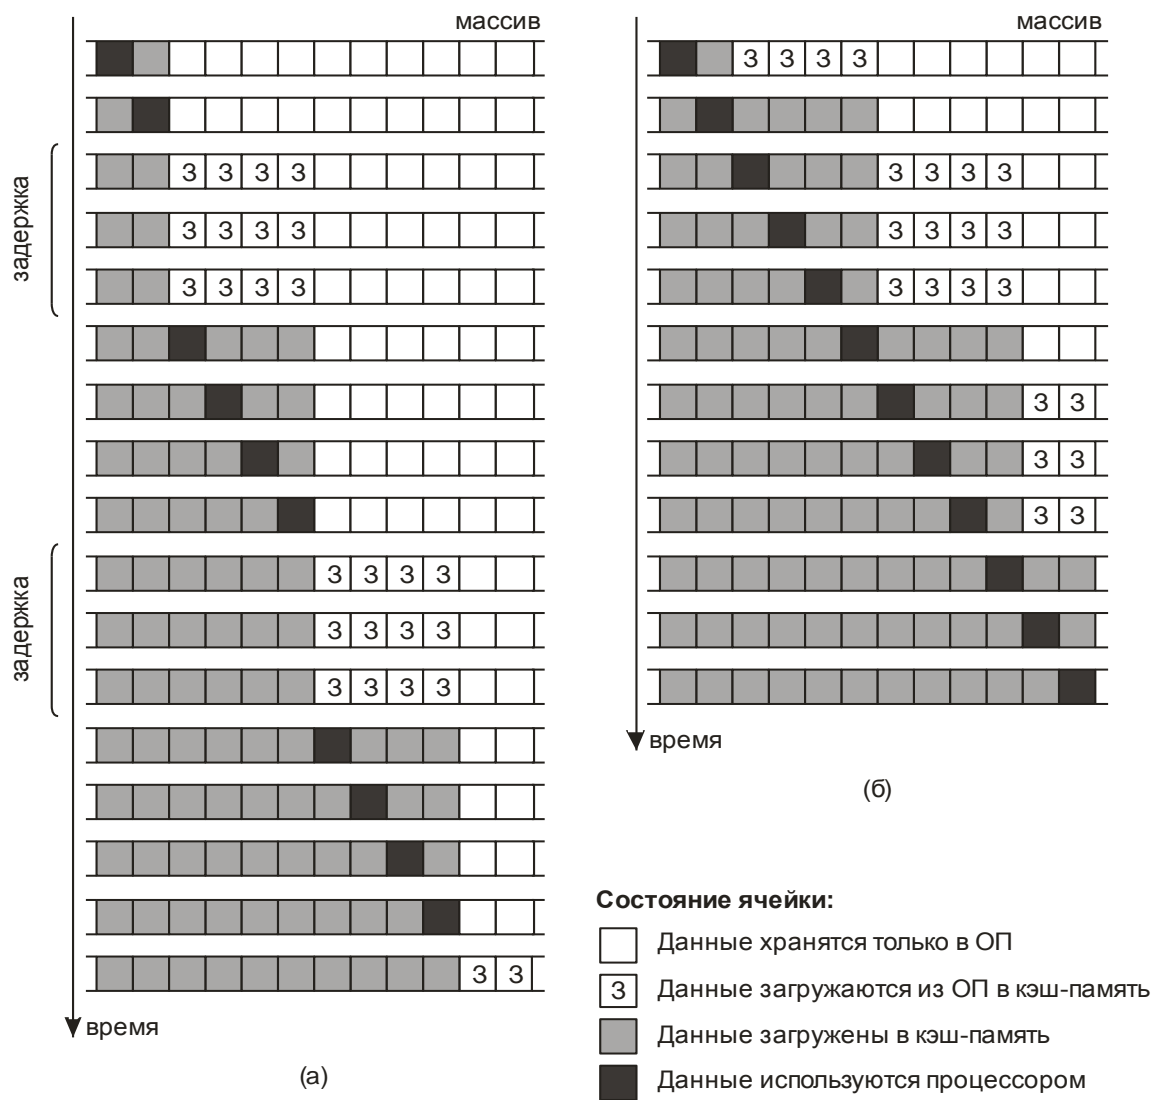 массив
задержка
З З З З
З З З З
З З З З
задержка
З З З З
З З З З
З З З З
З З
время
(а)
массив
З З З З
З З З З
З З З З
З З З З
З З
З З
З З
время
(б)
Состояние ячейки:
Данные хранятся только в ОП
З Данные загружаются из ОП в кэш-память
Данные загружены в кэш-память
Данные используются процессором